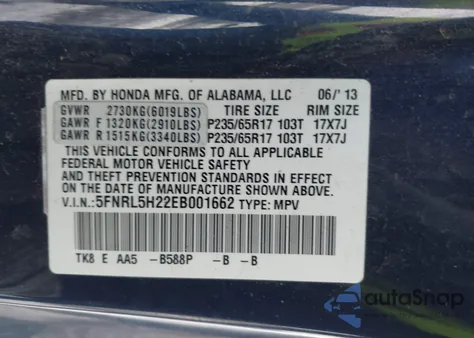 MFD. BY HONDA MFG. OF ALABAMA, LLC 06/'13
GVWR 2730KG(6019LBS) TIRE SIZE RIM SIZE
GAWR F 1320KG(2910LBS) P235/65R17 103T 17X7J
GAWR R 1515KG(3340LBS) P235/65R17 103T 17X7J
THIS VEHICLE CONFORMS TO ALL APPLICABLE
FEDERAL MOTOR VEHICLE SAFETY
AND THEFT PREVENTION STANDARDS IN EFFECT
ON THE DATE OF MANUFACTURE SHOWN ABOVE.
V.I.N.: 5FNRL5H22EB001662 TYPE: MPV
TK8 E AA5 -B588P -B -B
autoSnap